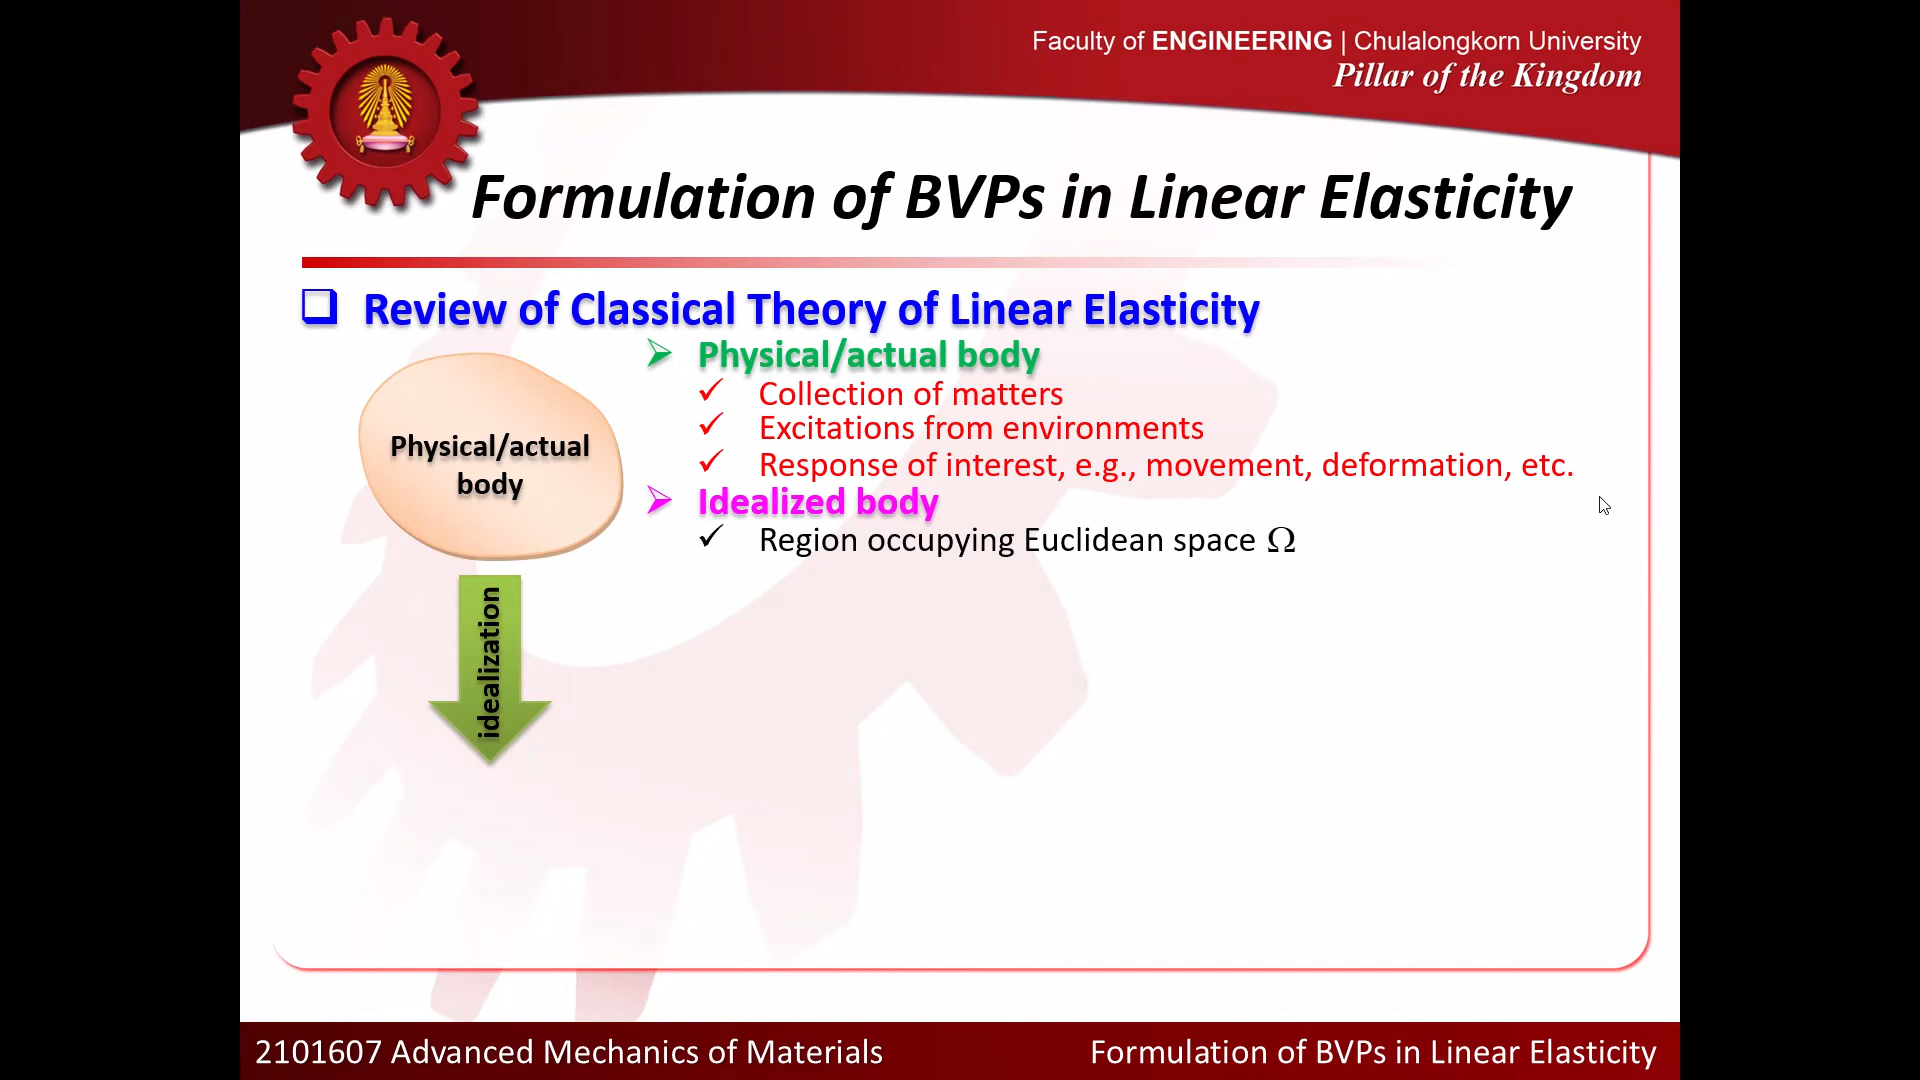 Faculty of ENGINEERING | Chulalongkorn University
Pillar of the Kingdom
Formulation of BVPs in Linear Elasticity
Review of Classical Theory of Linear Elasticity
Physical/actual body
Collection of matters
Excitations from environments
Response of interest, e.g., movement, deformation, etc.
Idealized body
Region occupying Euclidean space Ω
Physical/actual
body
idealization
2101607 Advanced Mechanics of Materials
Formulation of BVPs in Linear Elasticity